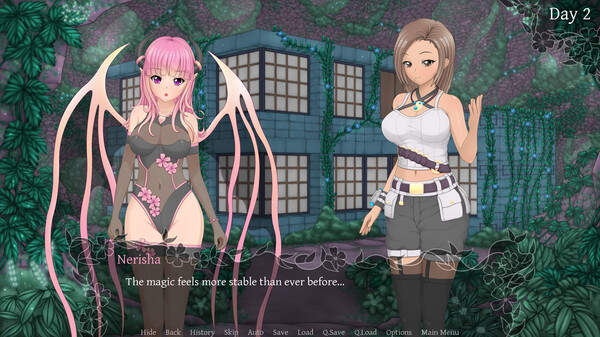 Day 2
Nerisha
The magic feels more stable than ever before...
Hide Back History Skip Auto Save Load Q.Save Q.Load Options Main Menu